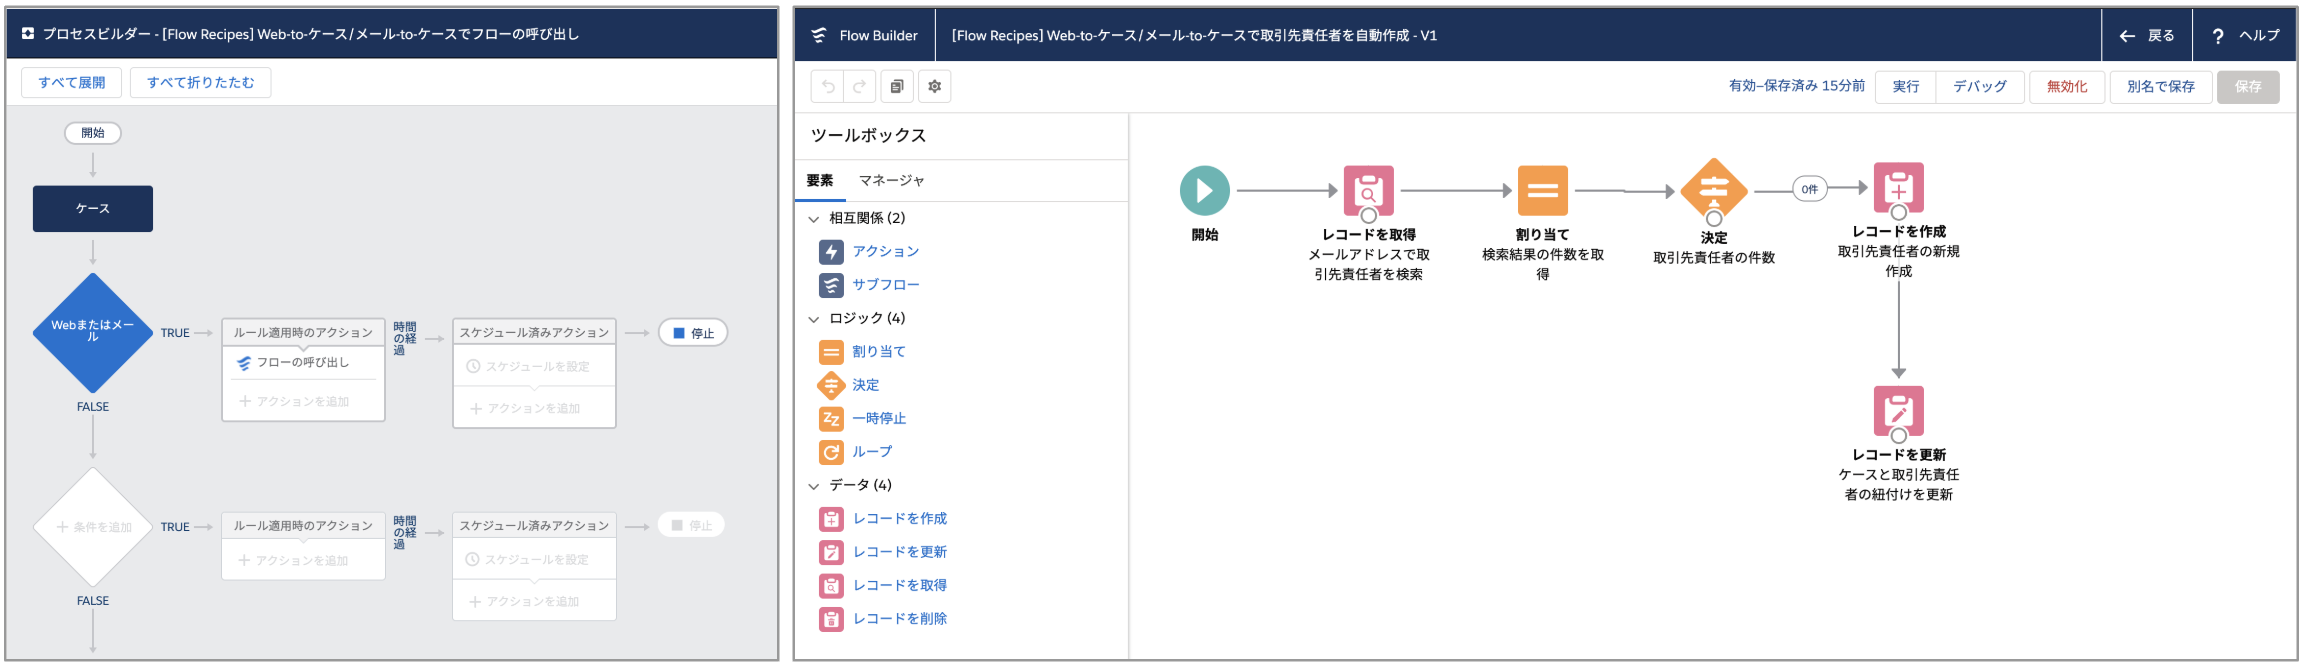 プロセスビルダー - [Flow Recipes] Web-to-ケース/メール-to-ケースでフローの呼び出し
すべて展開
すべて折りたたむ
開始
ケース
Webまたはメー
ル
TRUE
ルール適用時のアクション
フローの呼び出し
アクションを追加
時間
の経
過
スケジュール済みアクション
スケジュールを設定
アクションを追加
停止
FALSE
条件を追加
TRUE
ルール適用時のアクション
アクションを追加
時間
の経
過
スケジュール済みアクション
スケジュールを設定
アクションを追加
停止
FALSE
Flow Builder
[Flow Recipes] Web-to-ケース/メール-to-ケースで取引先責任者を自動作成 - V1
戻る
? ヘルプ
有効–保存済み 15分前
実行
デバッグ
無効化
別名で保存
保存
ツールボックス
要素
マネージャ
相互関係 (2)
アクション
サブフロー
ロジック (4)
割り当て
決定
一時停止
ループ
データ (4)
レコードを作成
レコードを更新
レコードを取得
レコードを削除
開始
レコードを取得
メールアドレスで取
引先責任者を検索
割り当て
検索結果の件数を取
得
決定
取引先責任者の件数
0件
レコードを作成
取引先責任者の新規
作成
レコードを更新
ケースと取引先責任
者の紐付けを更新